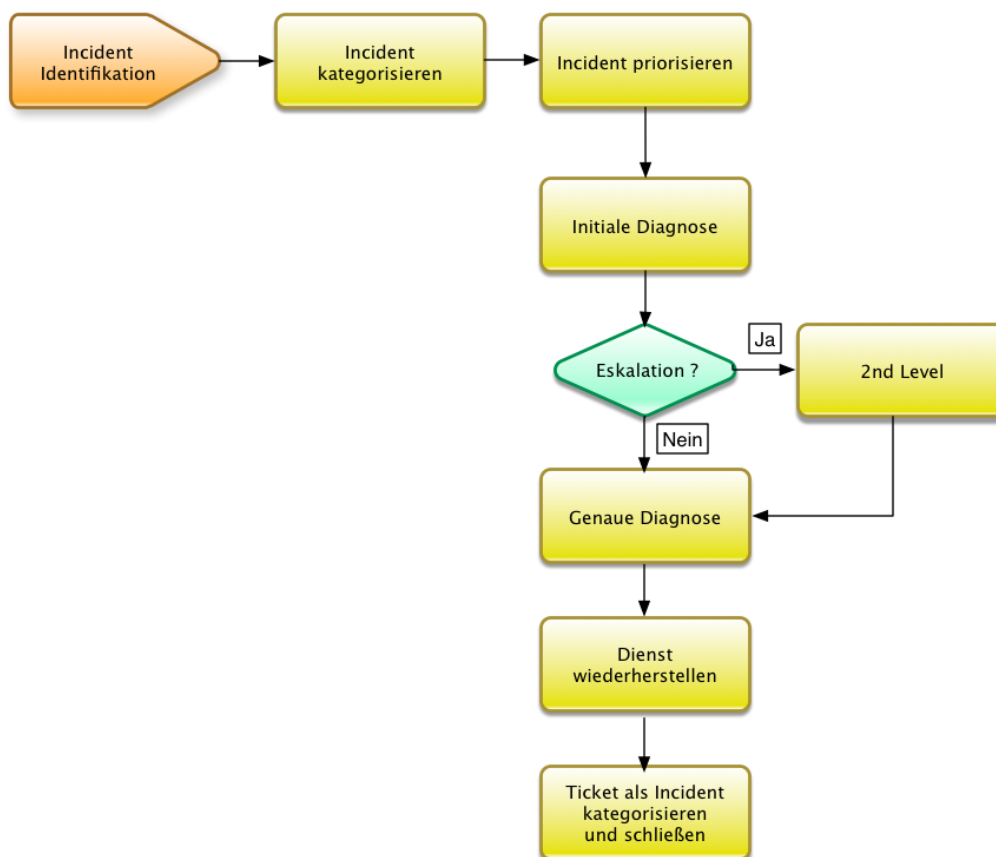 Incident
Identifikation
Incident
kategorisieren
Incident priorisieren
Initiale Diagnose
Eskalation ?
Ja
2nd Level
Nein
Genaue Diagnose
Dienst
wiederherstellen
Ticket als Incident
kategorisieren
und schließen